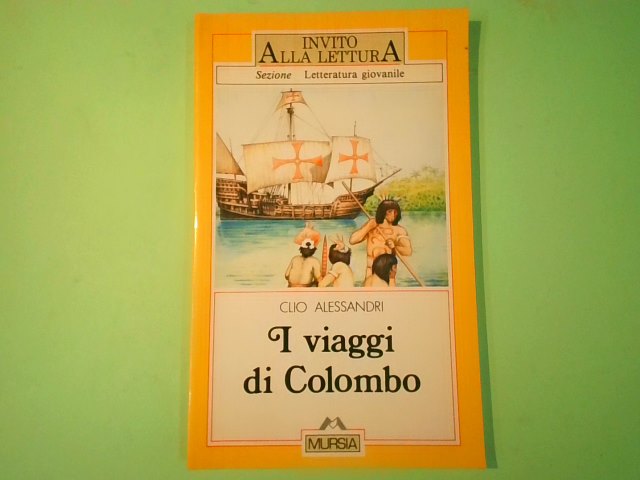 INVITO
ALLA LETTURA
Sezione Letteratura giovanile
CLIO ALESSANDRI
I viaggi
di Colombo
MURSIA